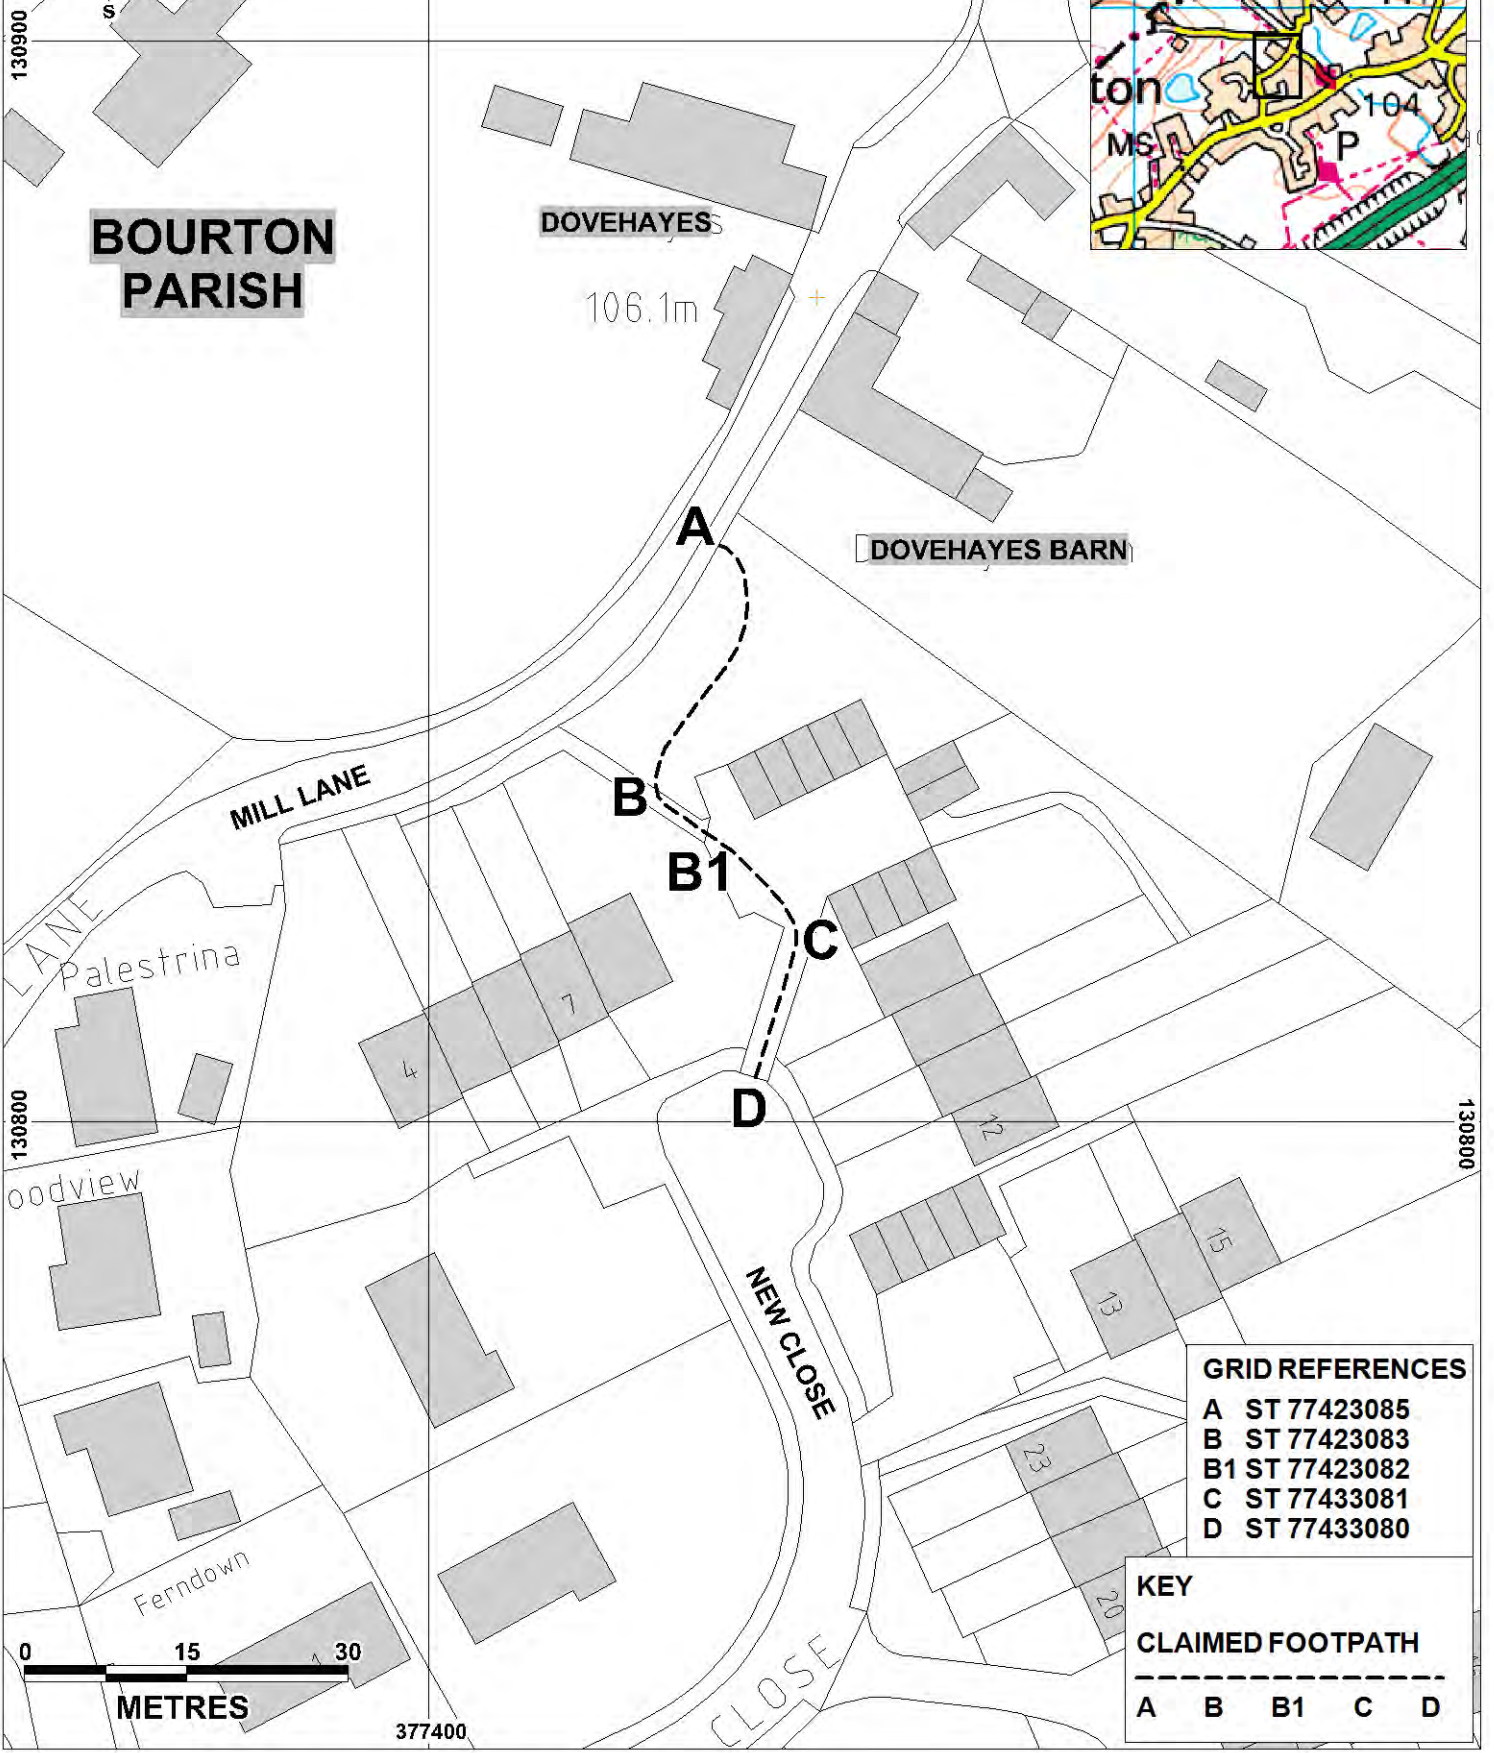 s
130900
ton
MS
104
P
BOURTON
PARISH
DOVEHAYES
106.1m
A
DOVEHAYES BARN
MILL LANE
B
B1
LANE
Palestrina
C
7
4
D
130800
130800
12
oodview
15
13
NEW CLOSE
GRID REFERENCES
A ST 77423085
B ST 77423083
B1 ST 77423082
C ST 77433081
D ST 77433080
23
20
Ferndown
KEY
CLAIMED FOOTPATH
A B B1 C D
0 15 30
METRES
1
CLOSE
377400